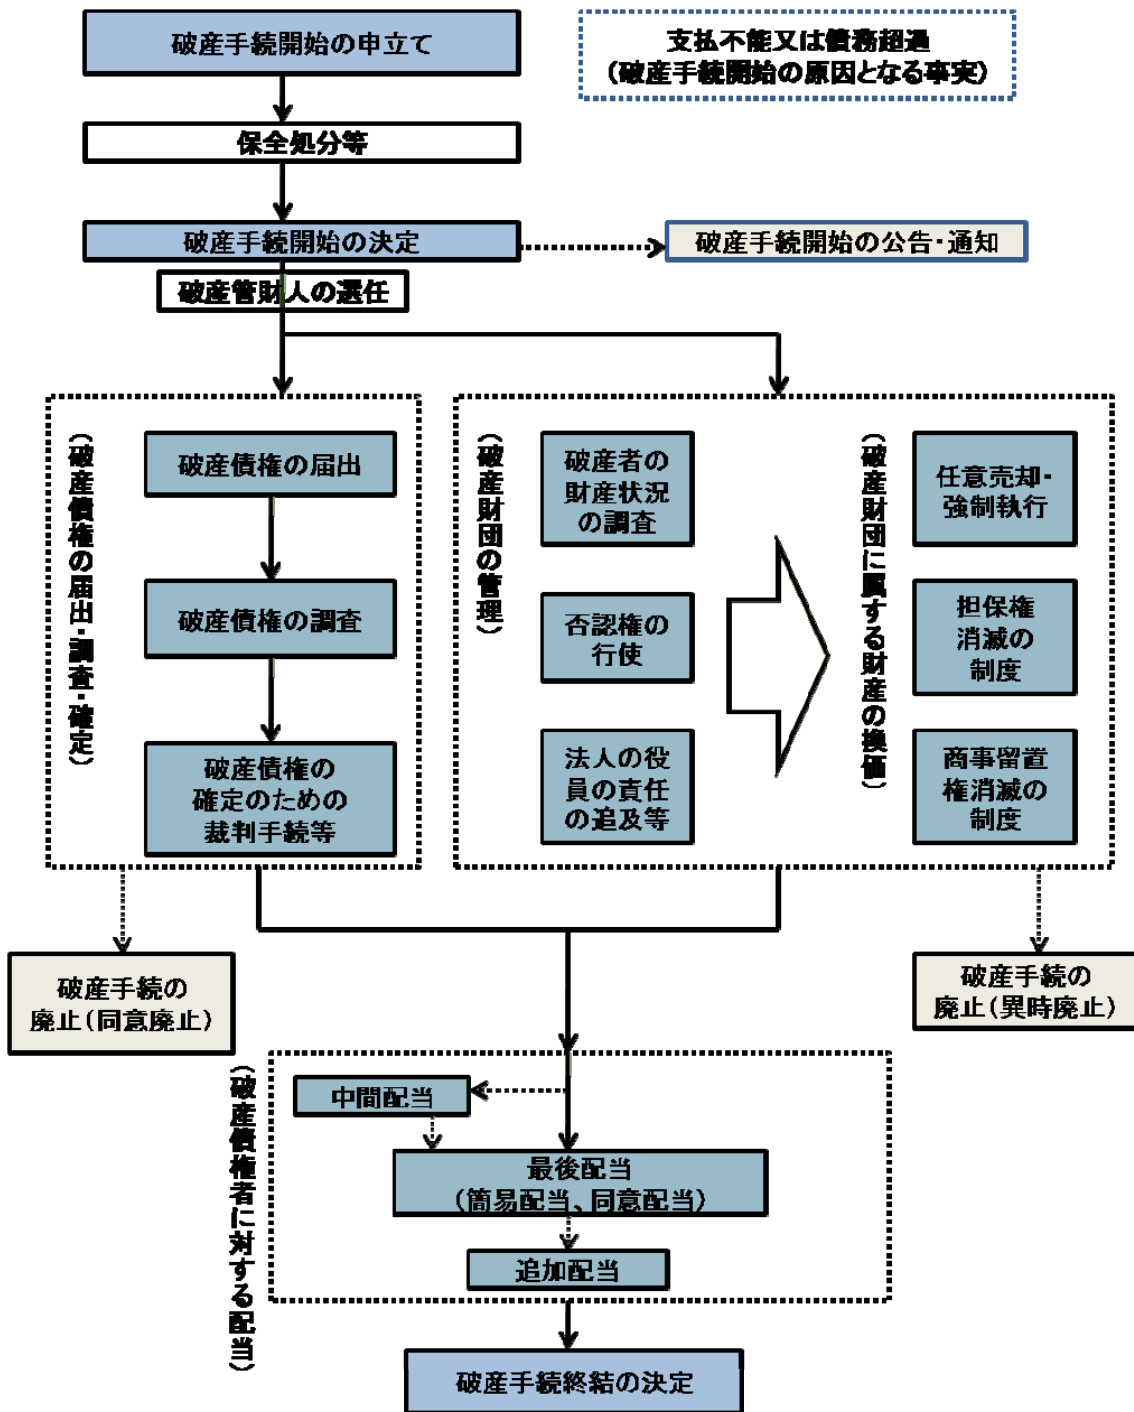 破産手続開始の申立て
支払不能又は債務超過
(破産手続開始の原因となる事実)
保全処分等
破産手続開始の決定
破産手続開始の公告・通知
破産管財人の選任
(破産債権の届出・調査・確定)
破産債権の届出
破産債権の調査
破産債権の
確定のための
裁判手続等
(破産財団の管理)
破産者の
財産状況
の調査
否認権の
行使
法人の役
員の責任
の追及等
(破産財団に属する財産の換価)
任意売却・
強制執行
担保権
消滅の
制度
商事留置
権消滅の
制度
破産手続の
廃止(同意廃止)
破産手続の
廃止(異時廃止)
(破産債権者に対する配当)
中間配当
最後配当
(簡易配当、同意配当)
追加配当
破産手続終結の決定